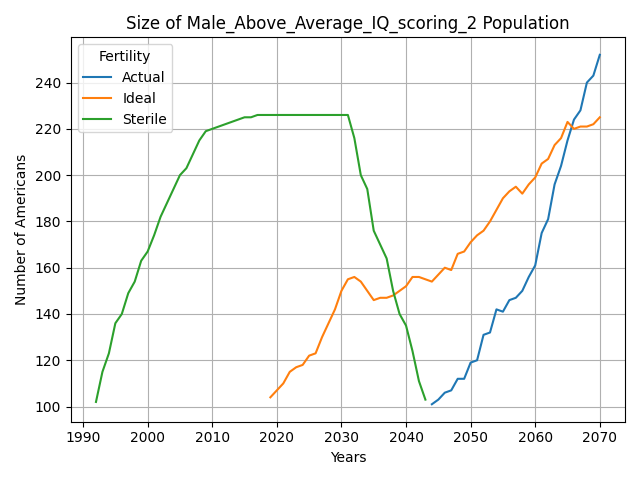 Size of Male_Above_Average_IQ_scoring_2 Population
Fertility
Actual
Ideal
Sterile
Number of Americans
240
220
200
180
160
140
120
100
1990 2000 2010 2020 2030 2040 2050 2060 2070
Years